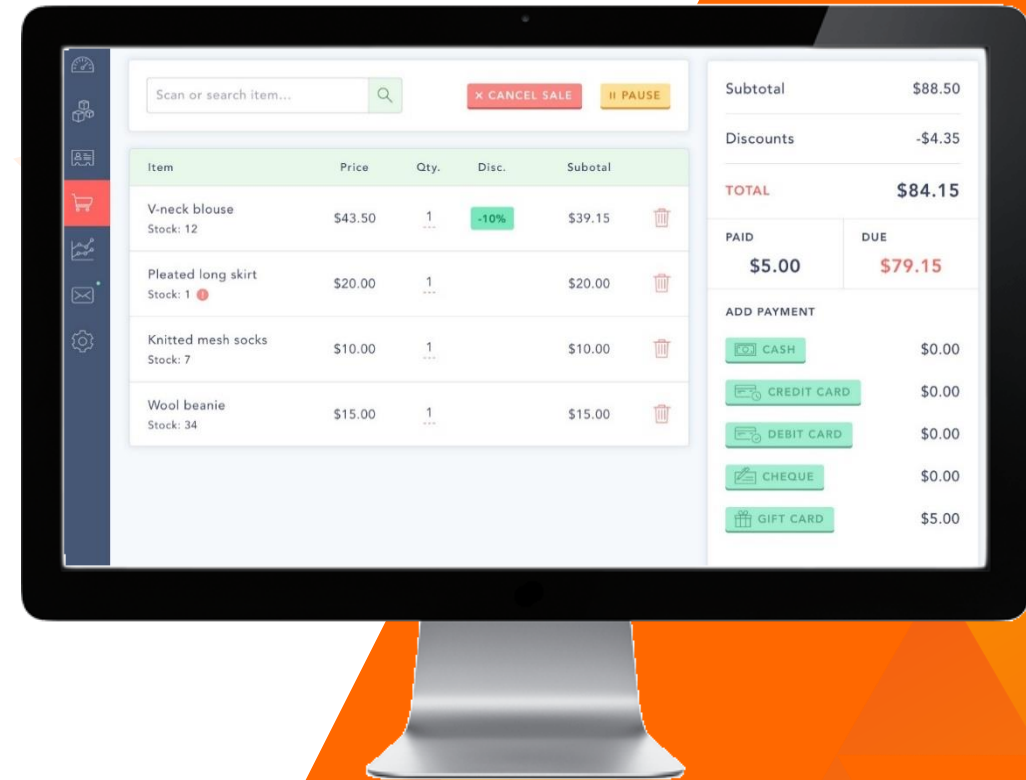 Scan or search item...
× CANCEL SALE
II PAUSE
Item Price Qty. Disc. Subotal
V-neck blouse $43.50 1 -10% $39.15
Stock: 12
Pleated long skirt $20.00 1 $20.00
Stock: 1 !
Knitted mesh socks $10.00 1 $10.00
Stock: 7
Wool beanie $15.00 1 $15.00
Stock: 34
Subtotal $88.50
Discounts -$4.35
TOTAL $84.15
PAID DUE
$5.00 $79.15
ADD PAYMENT
CASH $0.00
CREDIT CARD $0.00
DEBIT CARD $0.00
CHEQUE $0.00
GIFT CARD $5.00